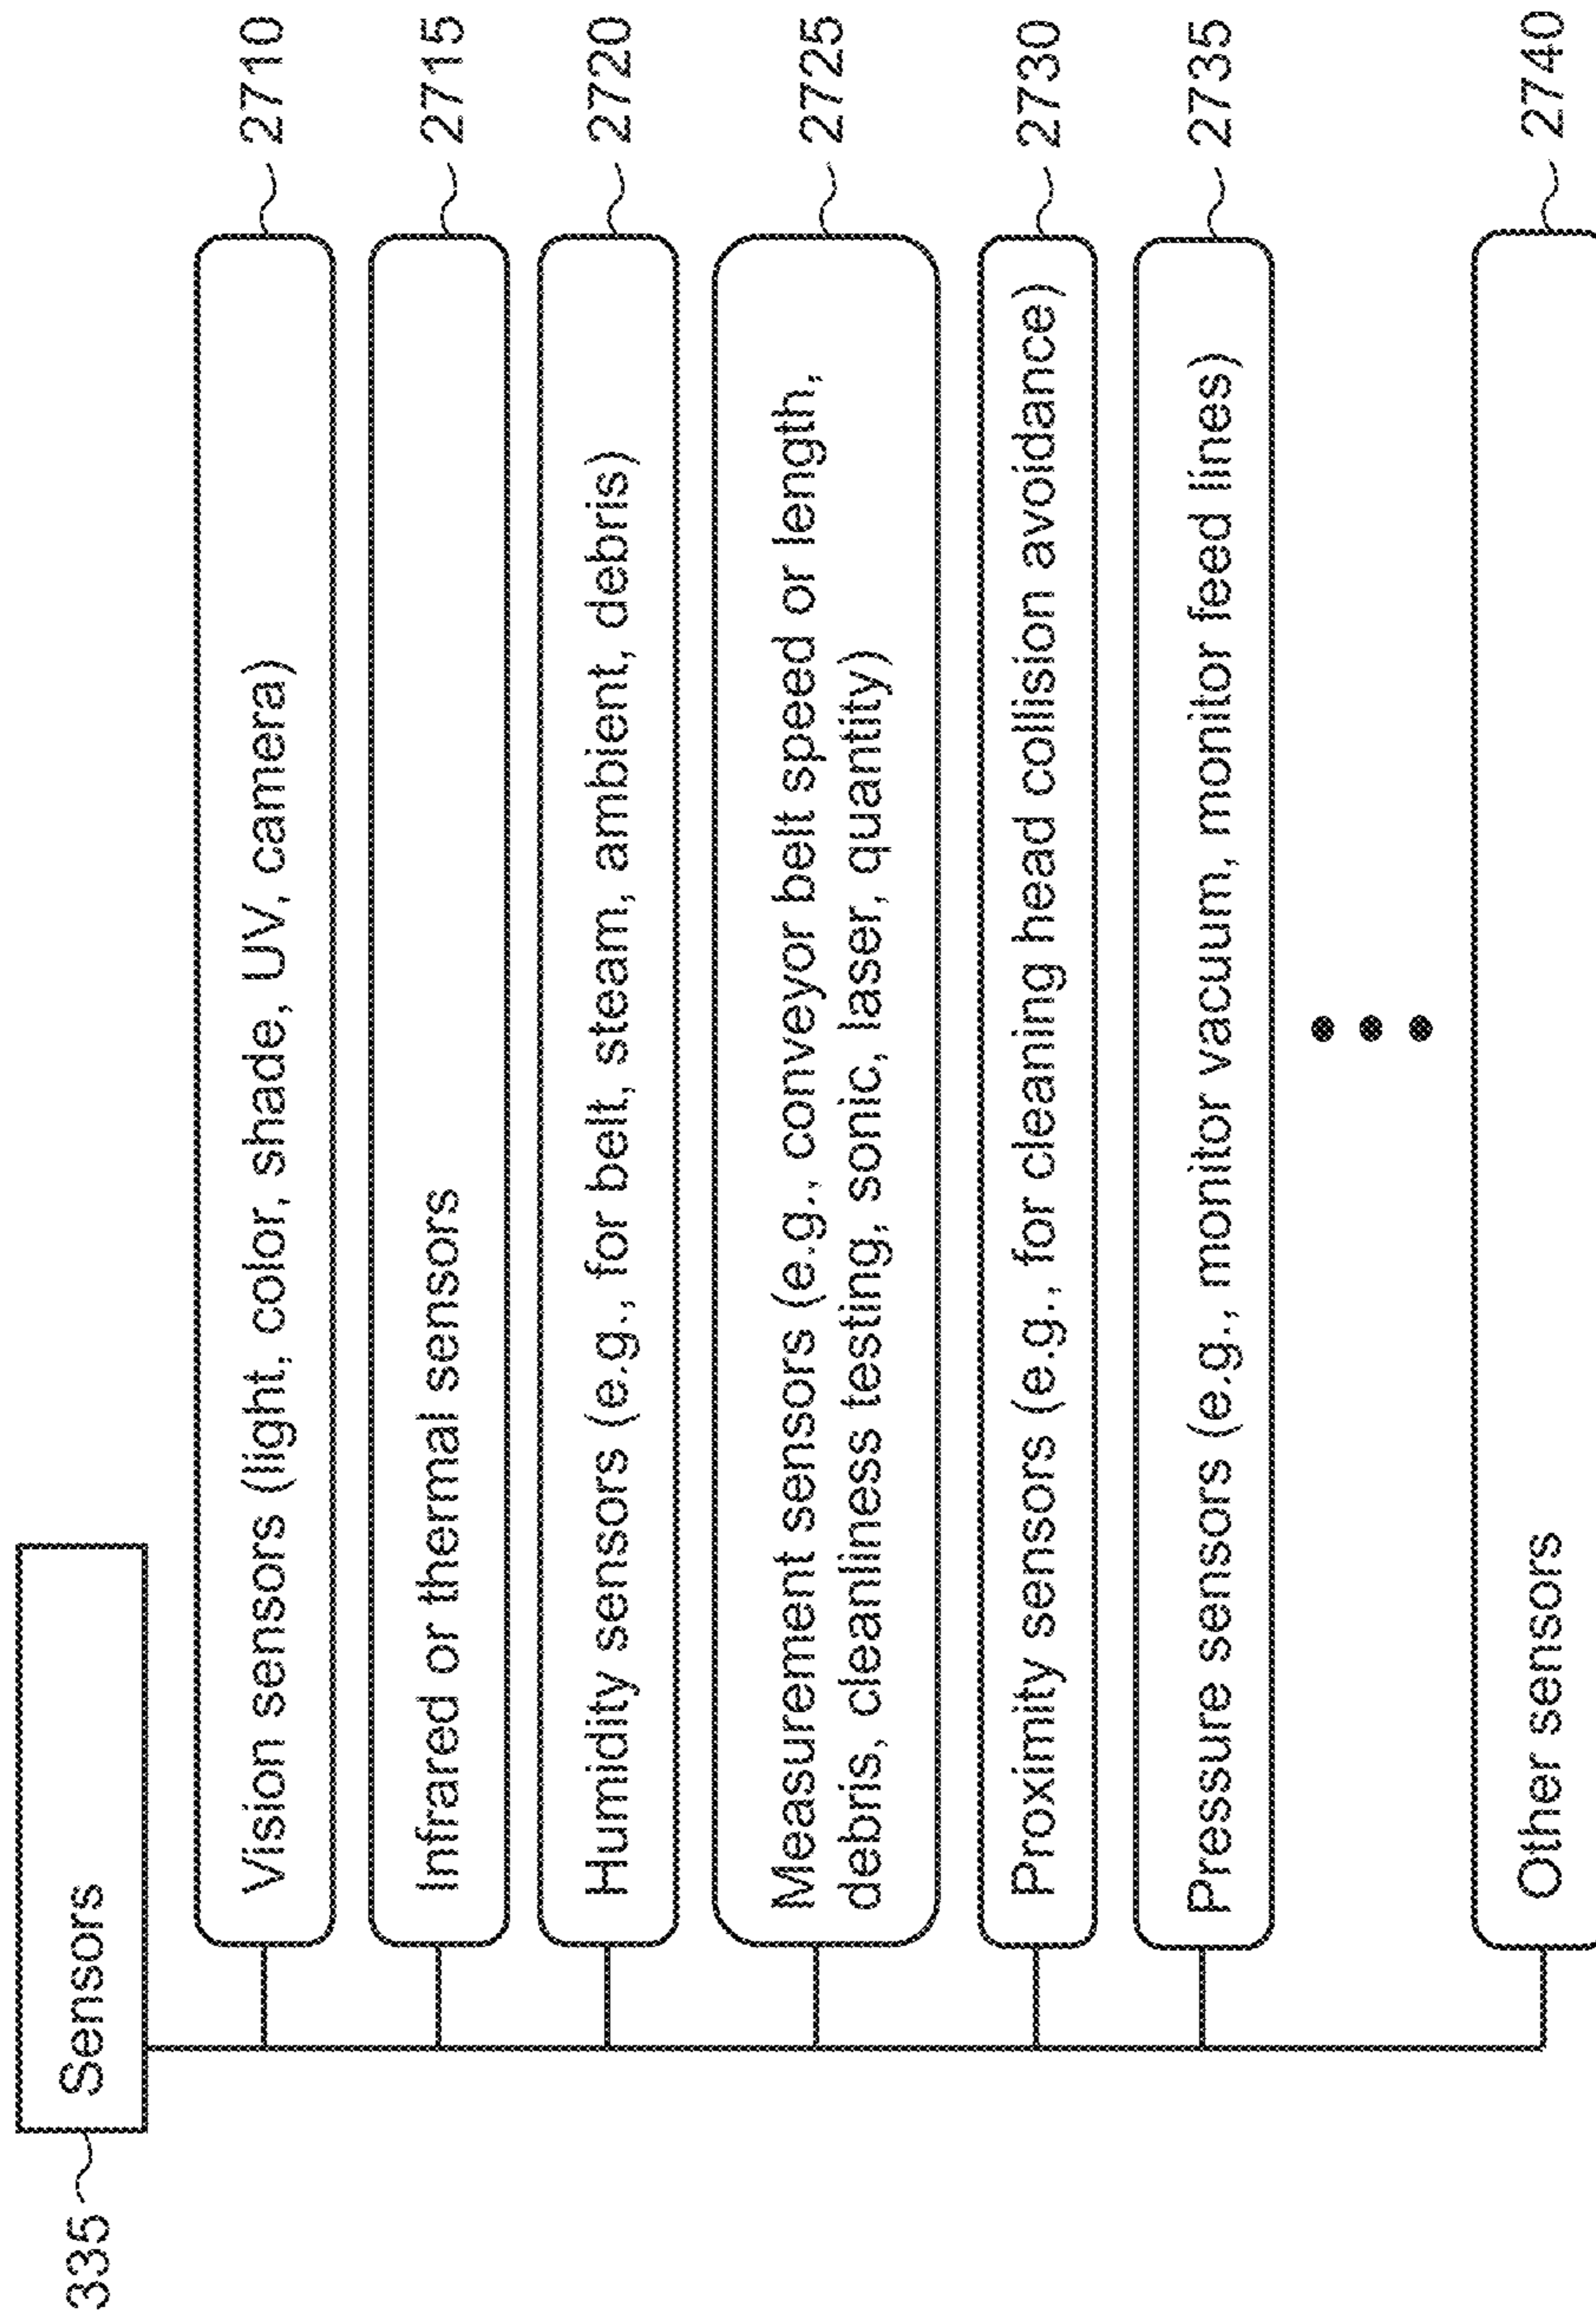 335
Sensors
Vision sensors (light, color, shade, UV, camera)
2710
Infrared or thermal sensors
2715
Humidity sensors (e.g., for belt, steam, ambient, debris)
2720
Measurement sensors (e.g., conveyor belt speed or length,
debris, cleanliness testing, sonic, laser, quantity)
2725
Proximity sensors (e.g., for cleaning head collision avoidance)
2730
Pressure sensors (e.g., monitor vacuum, monitor feed lines)
2735
Other sensors
2740